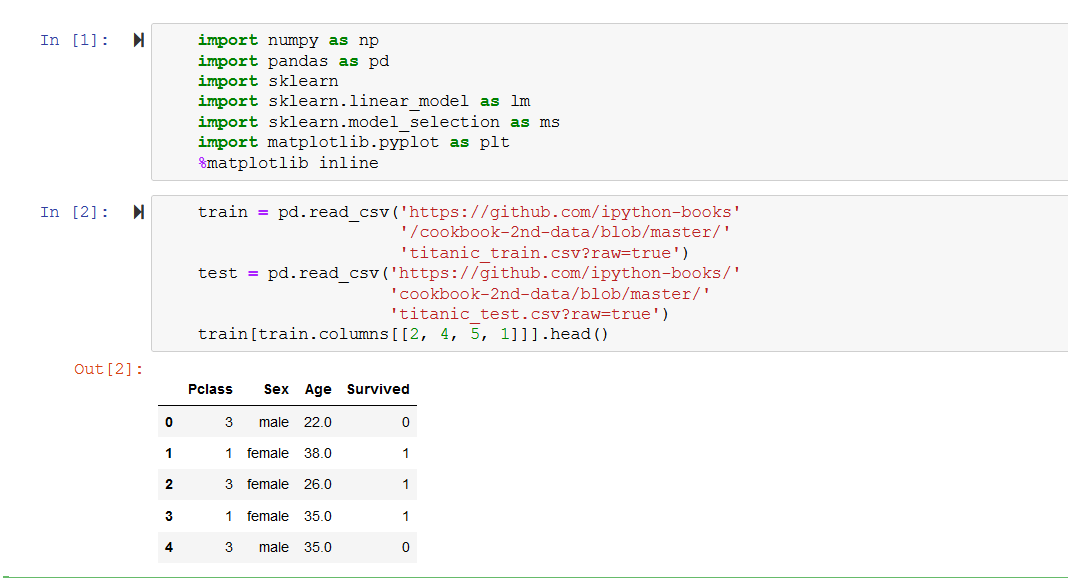 In [1]:
import numpy as np
import pandas as pd
import sklearn
import sklearn.linear_model as lm
import sklearn.model_selection as ms
import matplotlib.pyplot as plt
%matplotlib inline
In [2]:
train = pd.read_csv('https://github.com/ipython-books'
'/cookbook-2nd-data/blob/master/'
'titanic_train.csv?raw=true')
test = pd.read_csv('https://github.com/ipython-books/'
'cookbook-2nd-data/blob/master/'
'titanic_test.csv?raw=true')
train[train.columns[[2, 4, 5, 1]]].head()
Out[2]:
Pclass Sex Age Survived
0 3 male 22.0 0
1 1 female 38.0 1
2 3 female 26.0 1
3 1 female 35.0 1
4 3 male 35.0 0